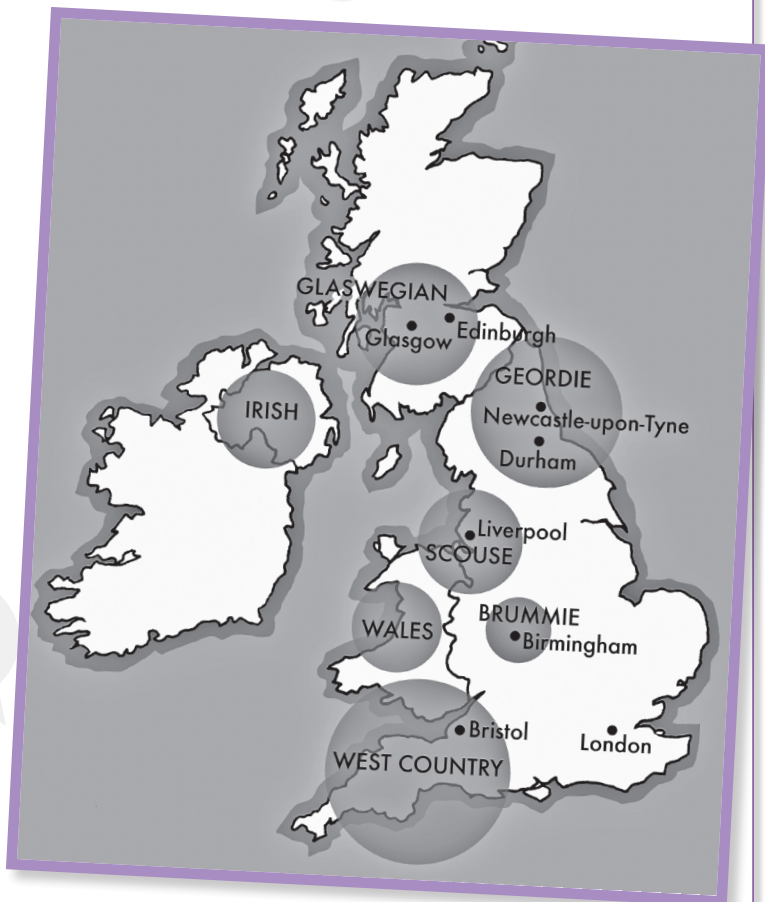 GLASWEGIAN
Edinburgh
Glasgow
GEORDIE
IRISH
Newcastle-upon-Tyne
Durham
Liverpool
SCOUSE
BRUMMIE
WALES
Birmingham
Bristol
London
WEST COUNTRY